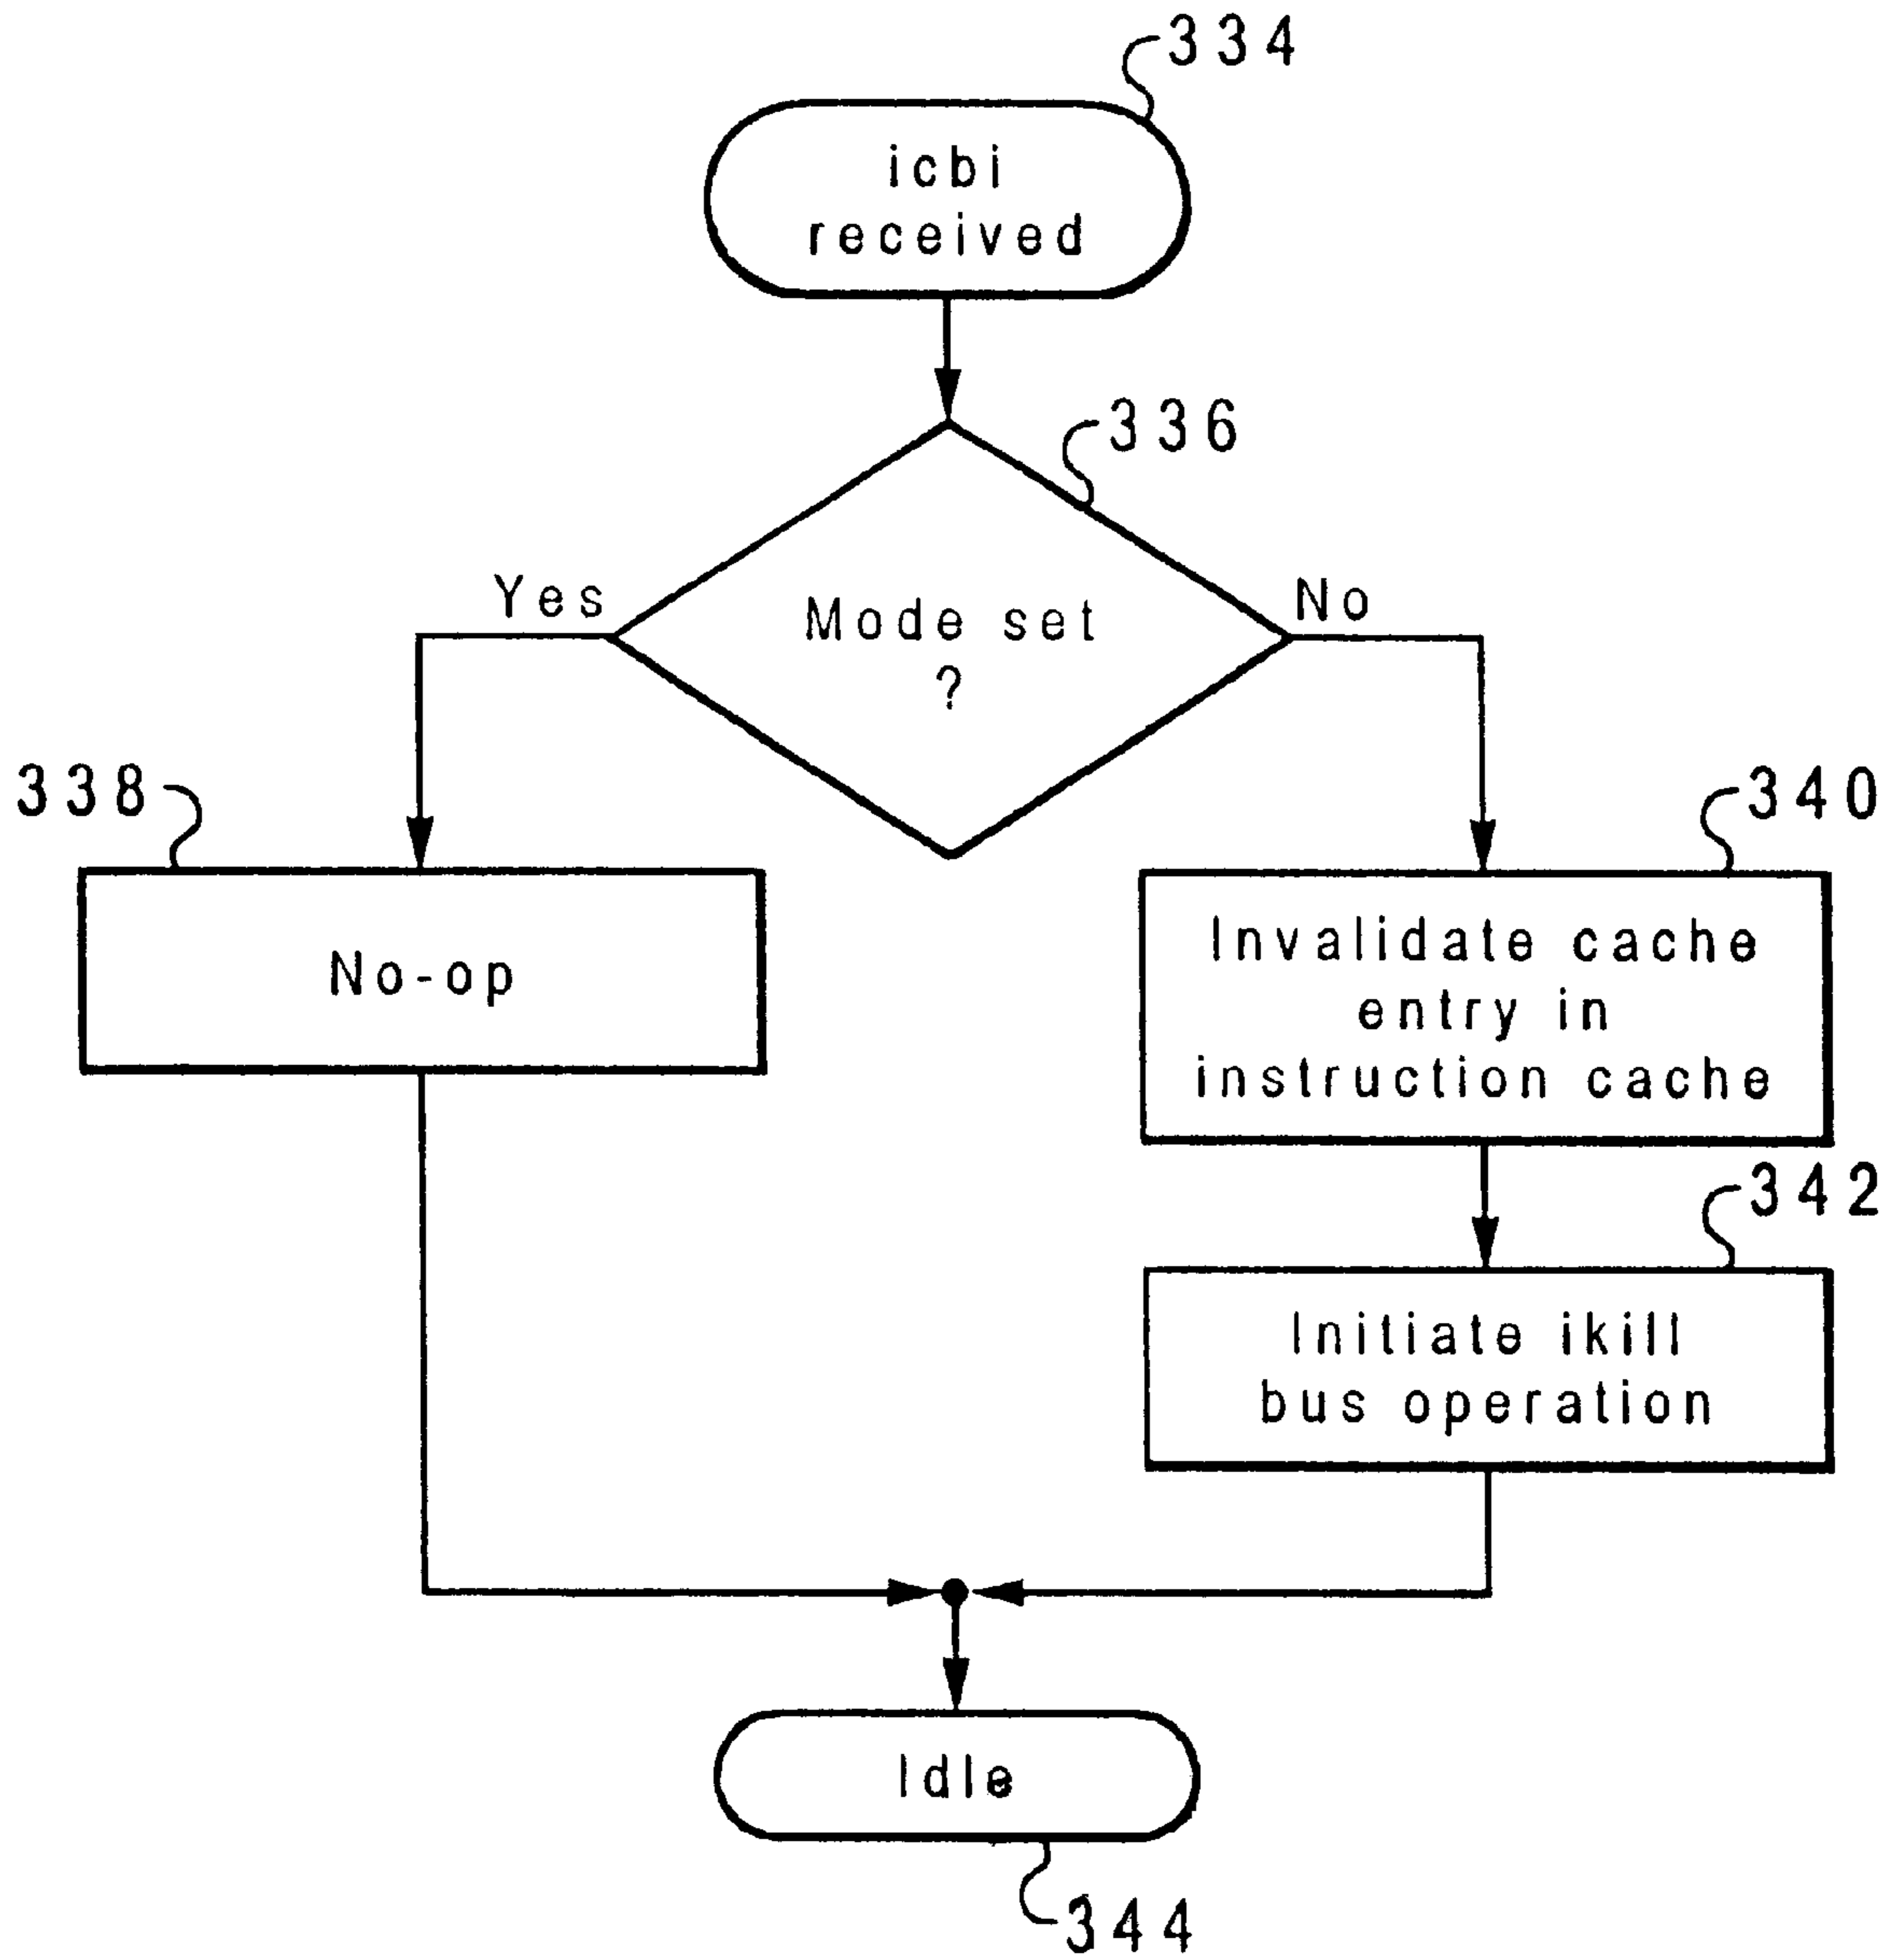 334
icbi
received
336
Yes
Mode set
?
No
338
No-op
340
Invalidate cache
entry in
instruction cache
342
Initiate ikill
bus operation
Idle
344